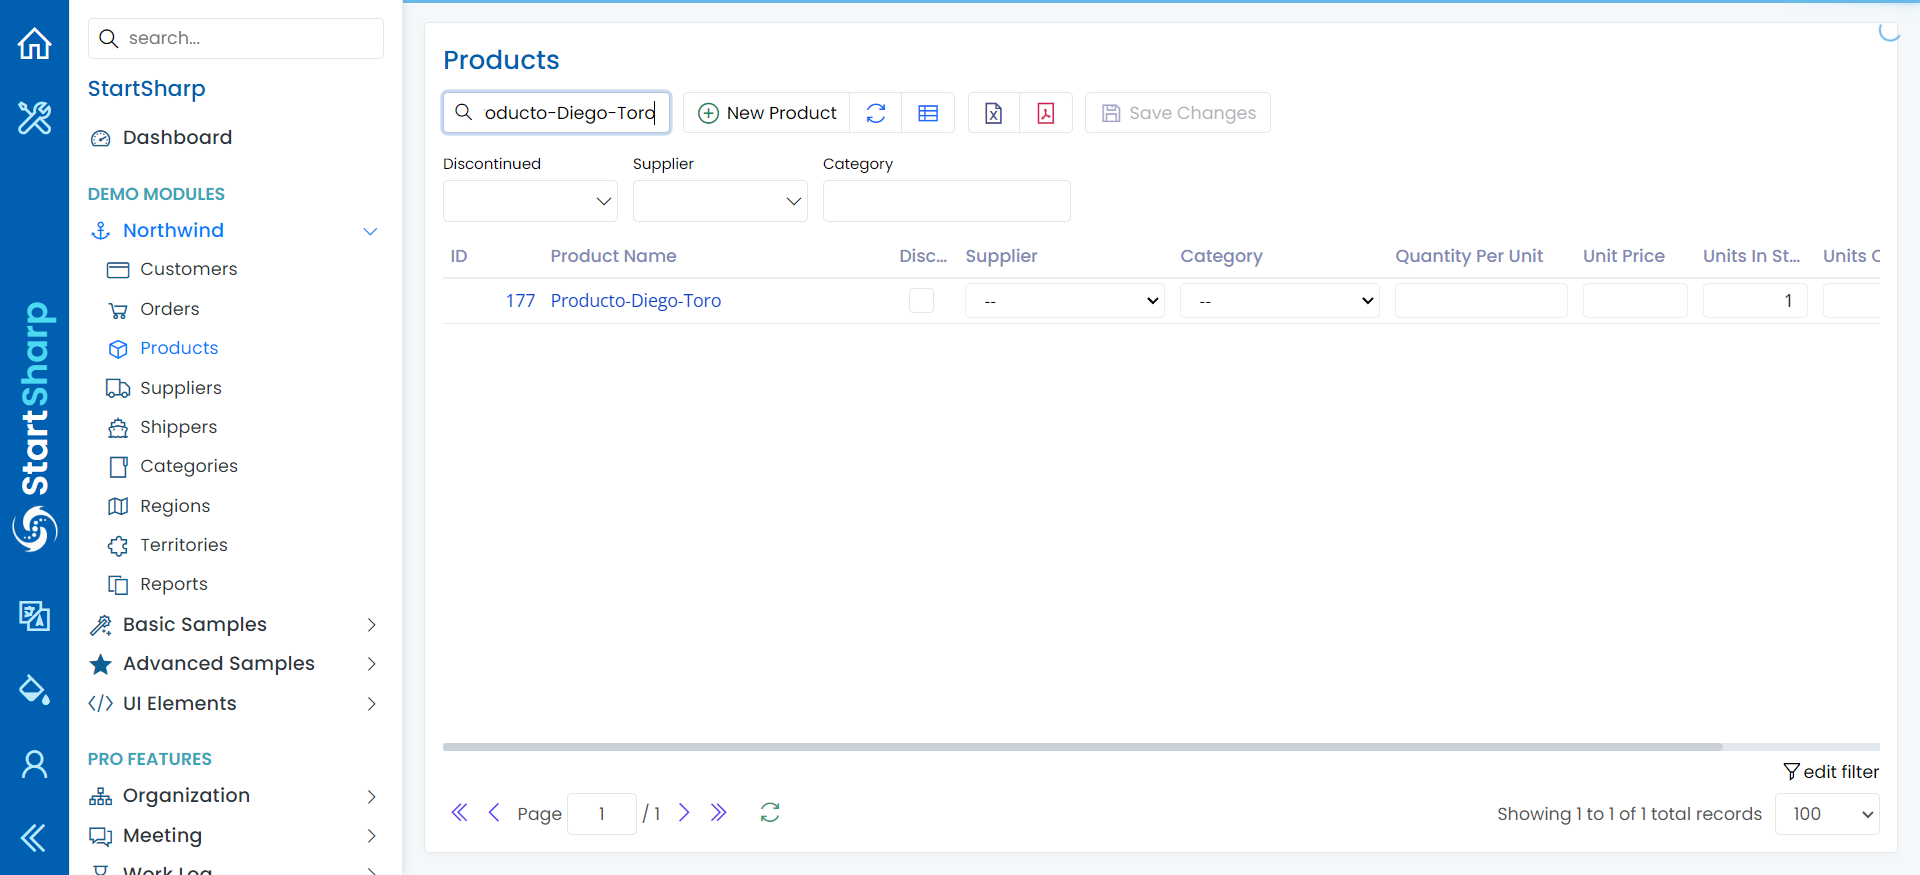 search...
StartSharp
Dashboard
DEMO MODULES
Northwind
Customers
Orders
Products
Suppliers
Shippers
Categories
Regions
Territories
Reports
Basic Samples
Advanced Samples
UI Elements
PRO FEATURES
Organization
Meeting
Work Log
StartSharp
Products
oducto-Diego-Toro
New Product
Save Changes
Discontinued Supplier Category
ID Product Name Disc... Supplier Category Quantity Per Unit Unit Price Units In St... Units O
177 Producto-Diego-Toro -- -- 1
edit filter
Page 1 / 1
Showing 1 to 1 of 1 total records 100